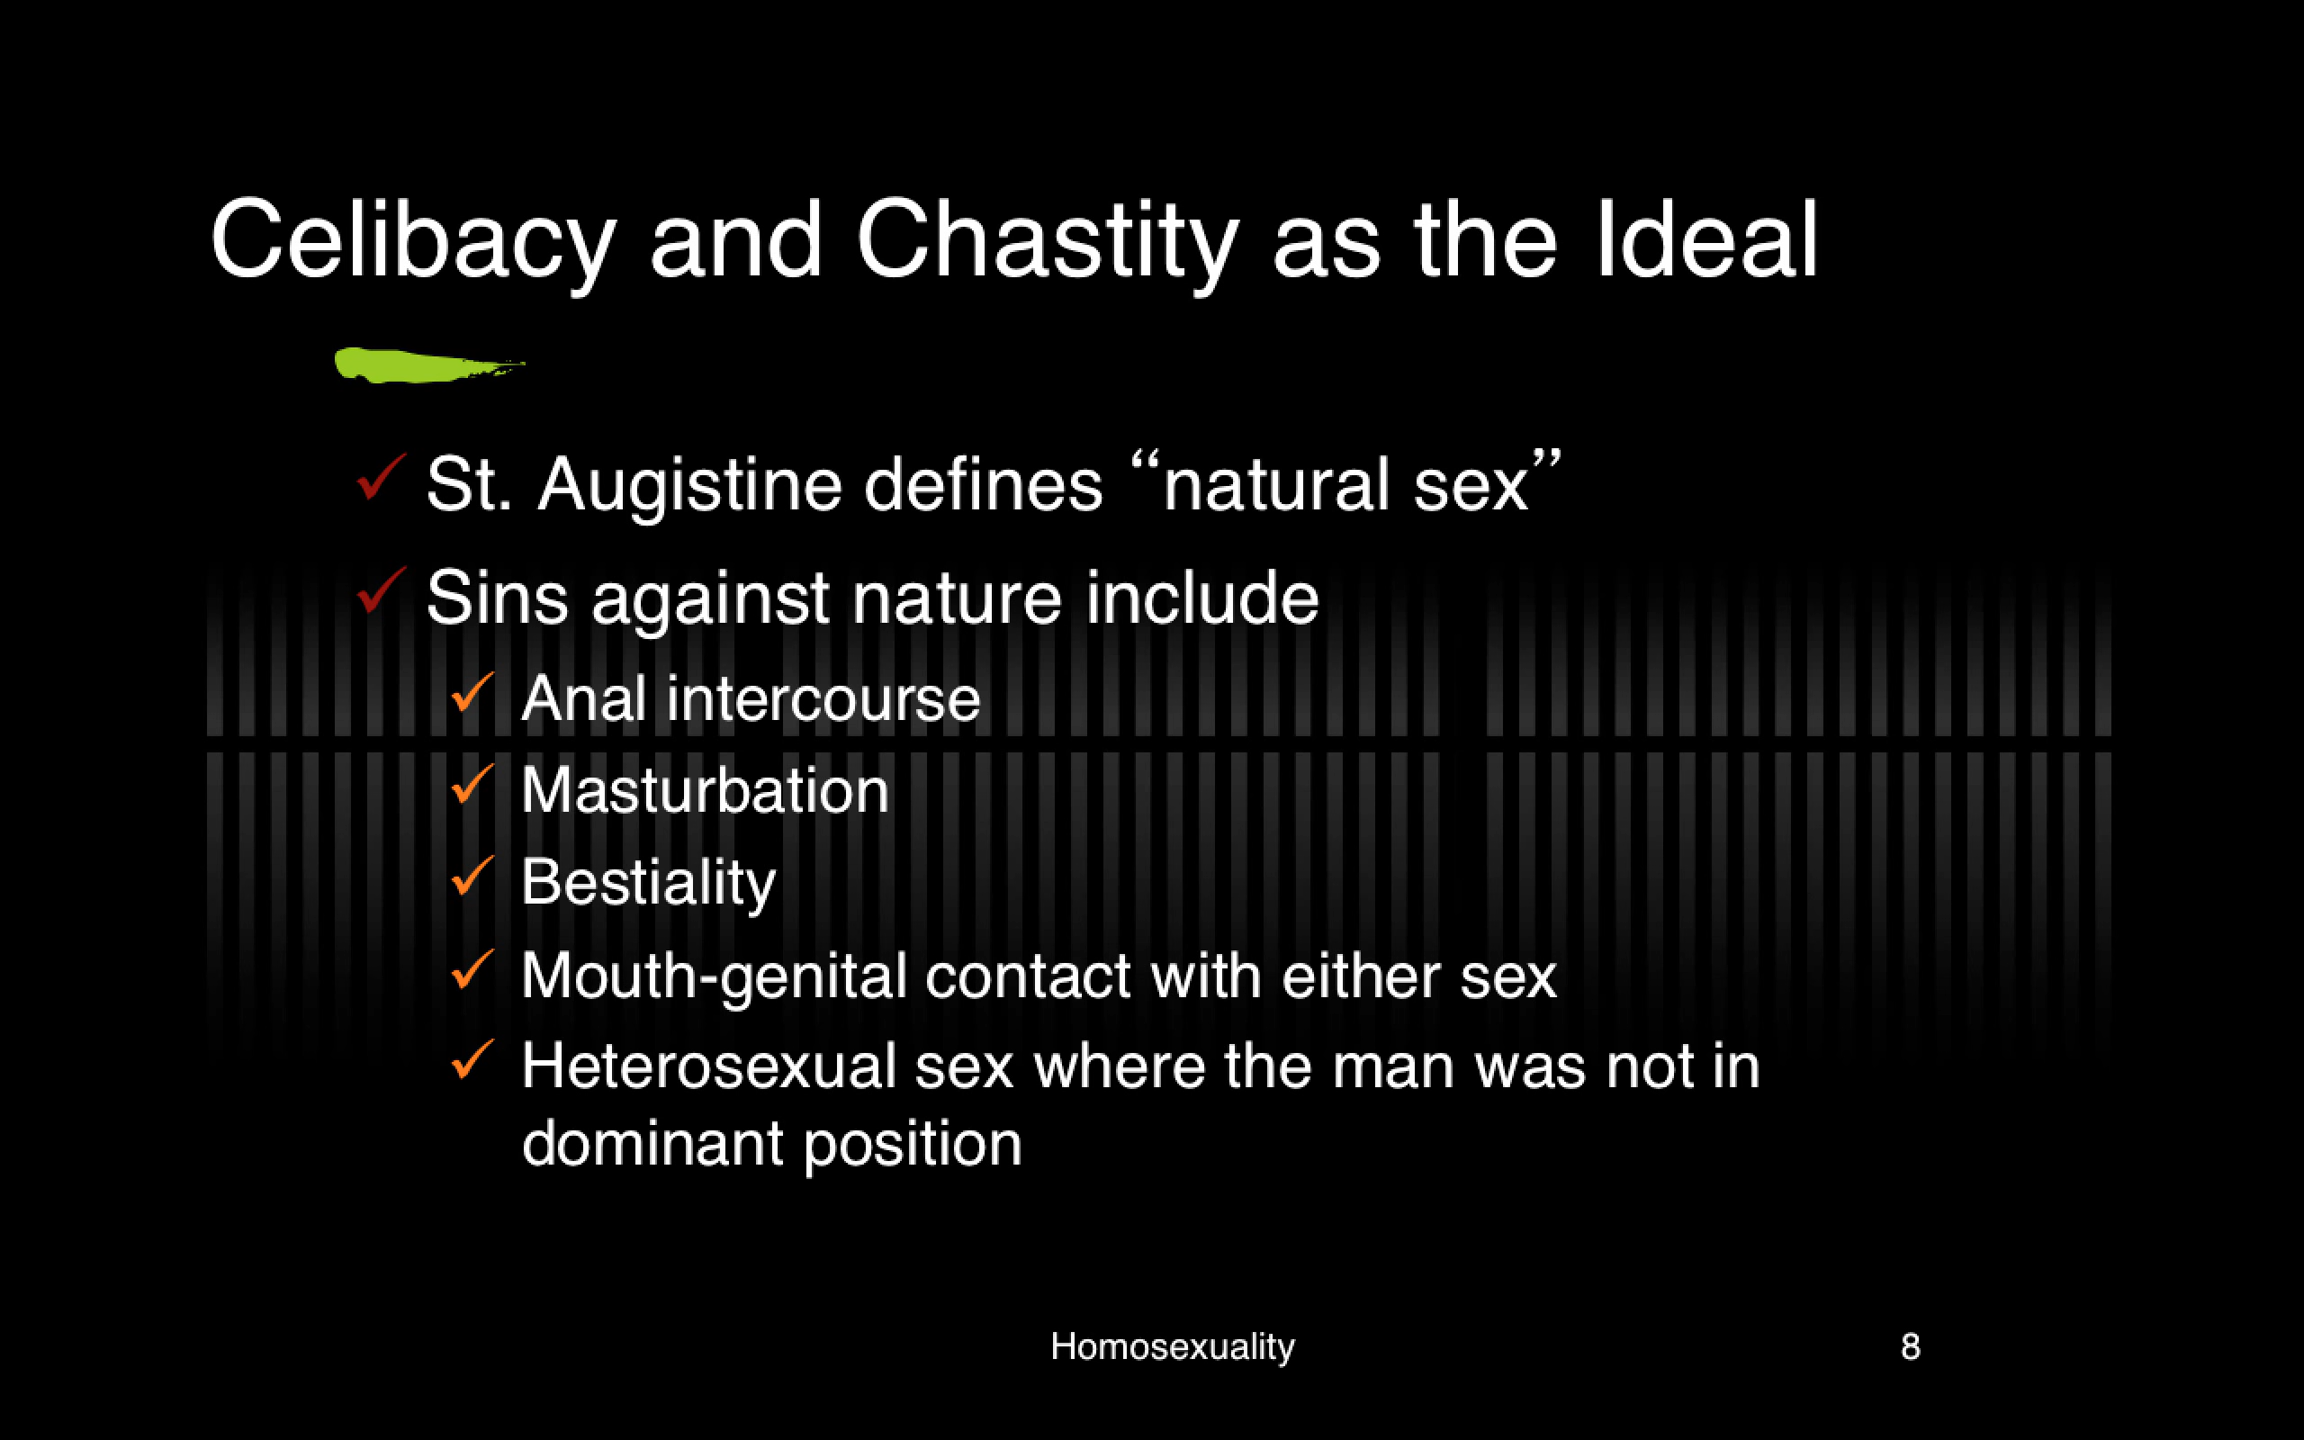 Celibacy and Chastity as the Ideal
St. Augistine defines “natural sex”
Sins against nature include
Anal intercourse
Masturbation
Bestiality
Mouth-genital contact with either sex
Heterosexual sex where the man was not in
dominant position
Homosexuality
8